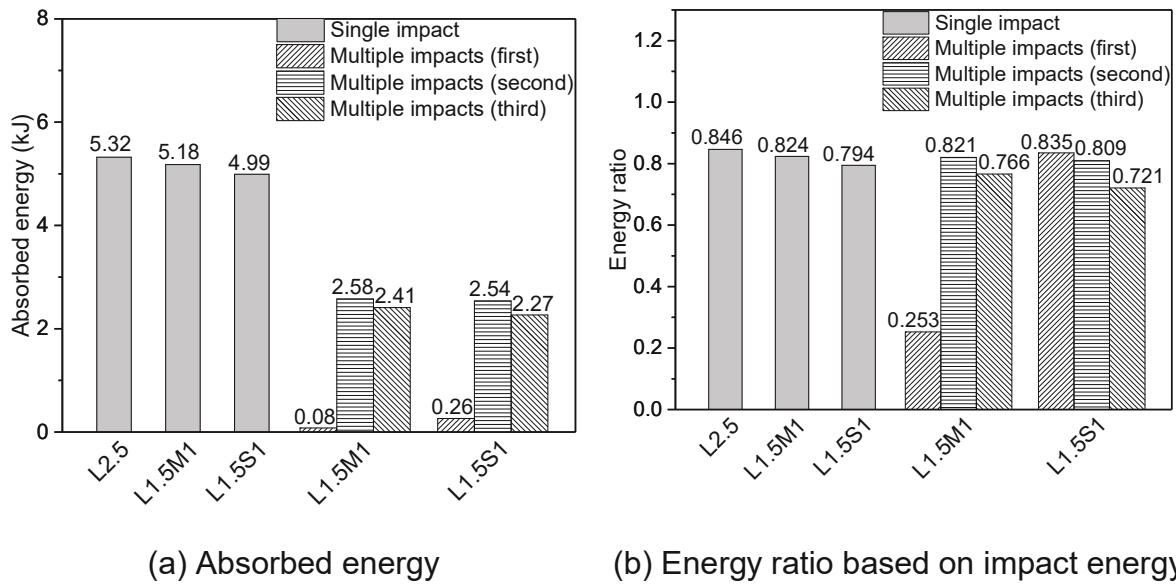 8
6
4
2
0
Absorbed energy (kJ)
Single impact
Multiple impacts (first)
Multiple impacts (second)
Multiple impacts (third)
5.32
5.18
4.99
0.08
2.58
2.41
0.26
2.54
2.27
L2.5
L1.5M1
L1.5S1
L1.5M1
L1.5S1
(a) Absorbed energy
1.2
1.0
0.8
0.6
0.4
0.2
0.0
Energy ratio
Single impact
Multiple impacts (first)
Multiple impacts (second)
Multiple impacts (third)
0.846
0.824
0.794
0.253
0.821
0.766
0.835
0.809
0.721
L2.5
L1.5M1
L1.5S1
L1.5M1
L1.5S1
(b) Energy ratio based on impact energy